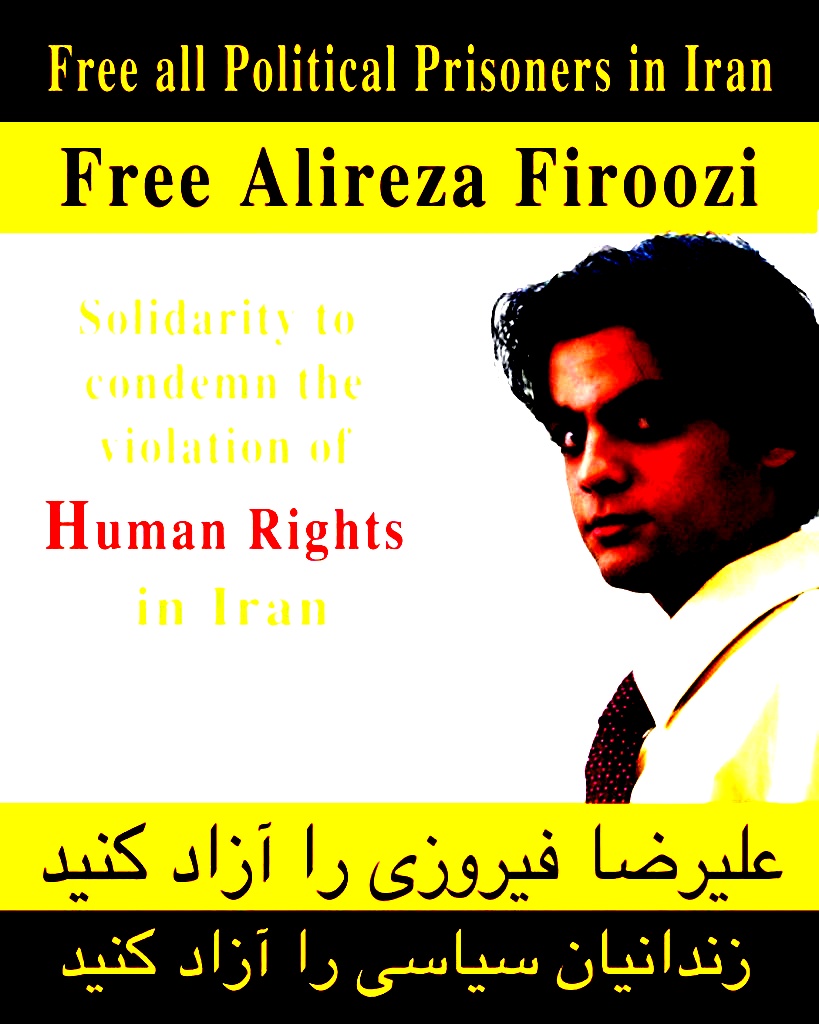 Free all Political Prisoners in Iran
Free Alireza Firoozi
Solidarity to
condemn the
violation of
Human Rights
in Iran
علیرضا فیروزی را آزاد کنید
زندانیان سیاسی را آزاد کنید